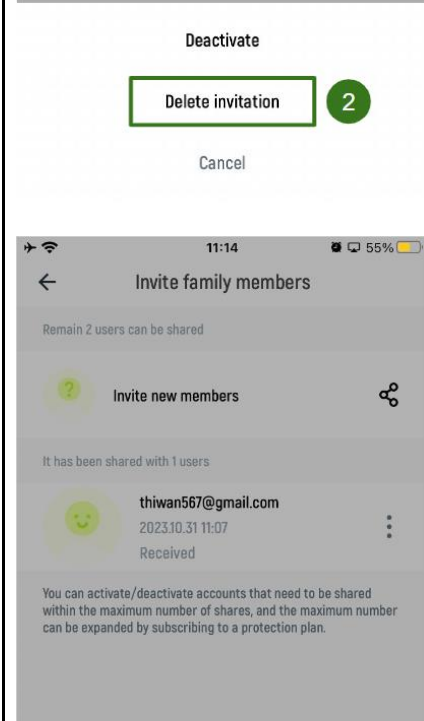 Deactivate
Delete invitation
2
Cancel
11:14
55%
Invite family members
Remain 2 users can be shared
?
Invite new members
It has been shared with 1 users
thiwan567@gmail.com
2023.10.31 11:07
Received
You can activate/deactivate accounts that need to be shared
within the maximum number of shares, and the maximum number
can be expanded by subscribing to a protection plan.